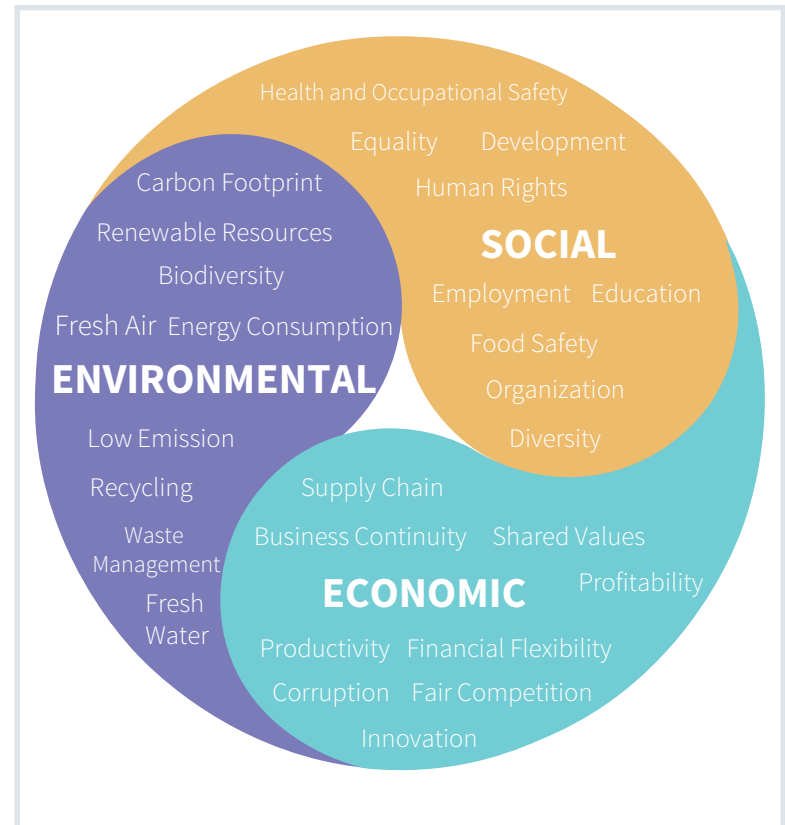 Health and Occupational Safety
Equality Development
Human Rights
SOCIAL
Employment Education
Food Safety
Organization
Diversity
Carbon Footprint
Renewable Resources
Biodiversity
Fresh Air Energy Consumption
ENVIRONMENTAL
Low Emission
Recycling
Waste
Management
Fresh
Water
Supply Chain
Business Continuity Shared Values
Profitability
ECONOMIC
Productivity Financial Flexibility
Corruption Fair Competition
Innovation